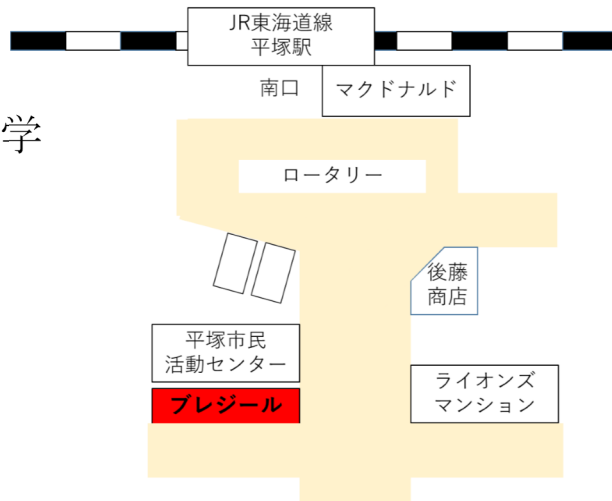 JR東海道線
平塚駅
南口
マクドナルド
学
ロータリー
後藤
商店
平塚市民
活動センター
ブレジール
ライオンズ
マンション